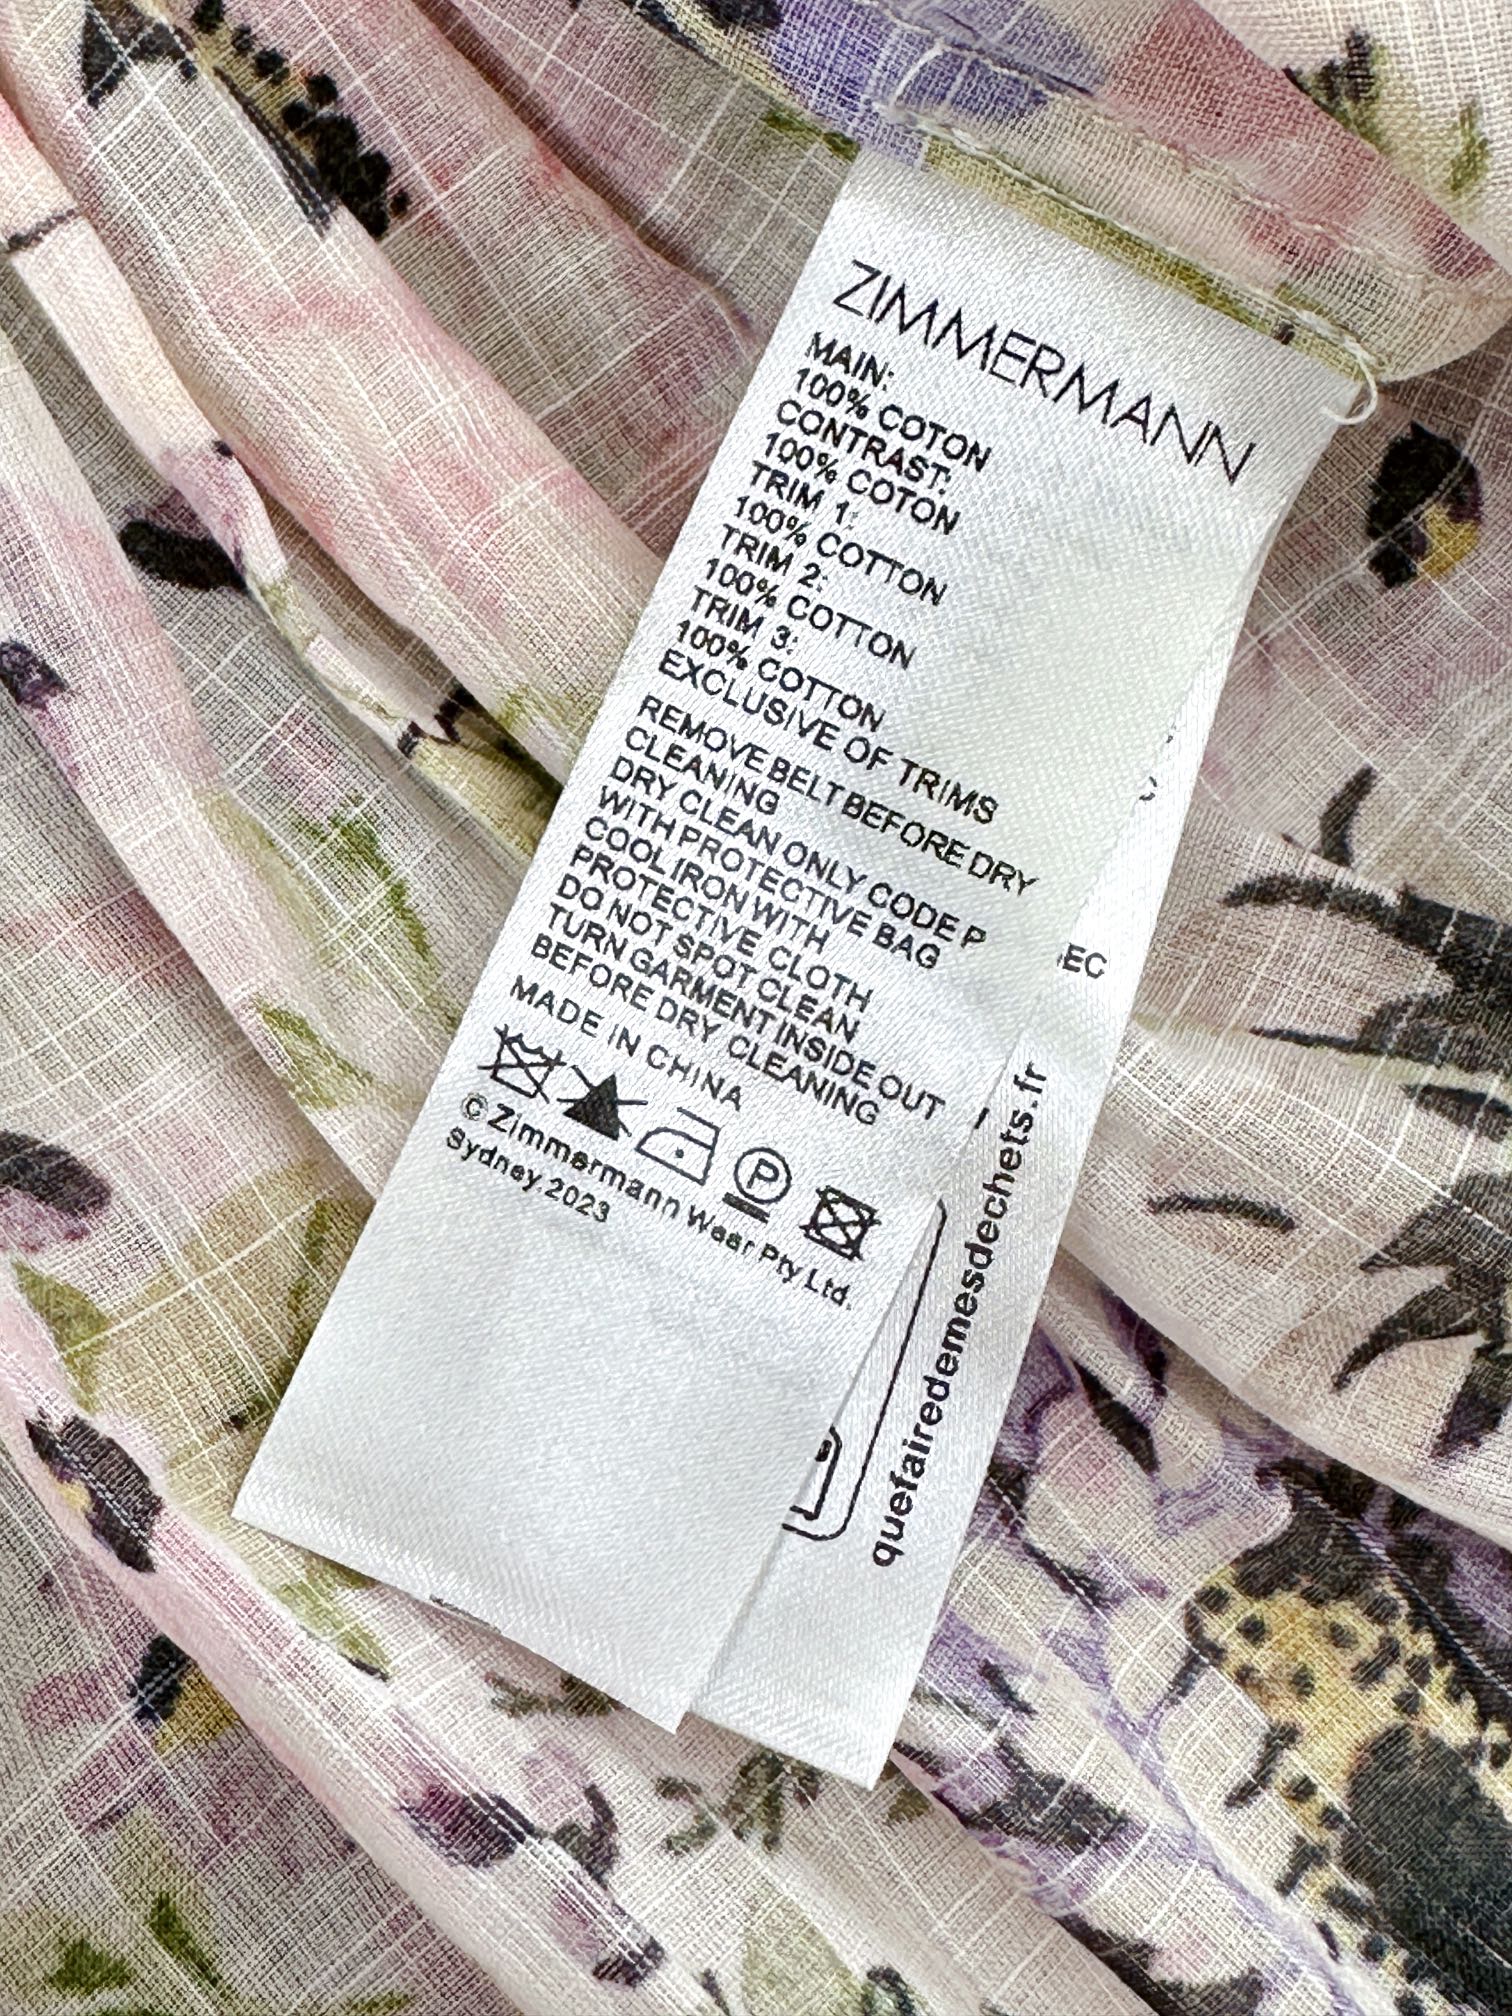 ZIMMERMANN
MAIN:
100% COTON
CONTRAST:
100% COTON
TRIM 1:
100% COTTON
TRIM 2:
100% COTTON
TRIM 3:
100% COTTON
EXCLUSIVE OF TRIMS
REMOVE BELT BEFORE DRY
CLEANING
DRY CLEAN ONLY CODE P
WITH PROTECTIVE BAG
COOL IRON WITH
PROTECTIVE CLOTH
DO NOT SPOT CLEAN
TURN GARMENT INSIDE OUT
BEFORE DRY CLEANING
MADE IN CHINA
P
© Zimmermann Wear Pty Ltd.
Sydney.2023
EC
quefairedemesdechets.fr